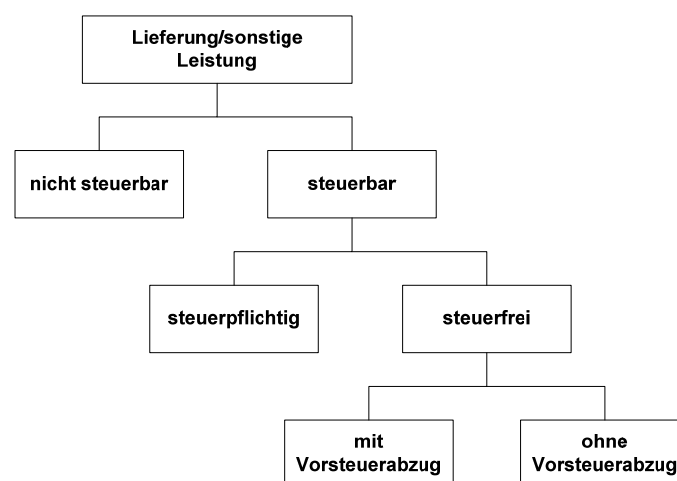 Lieferung/sonstige
Leistung
nicht steuerbar
steuerbar
steuerpflichtig
steuerfrei
mit
Vorsteuerabzug
ohne
Vorsteuerabzug